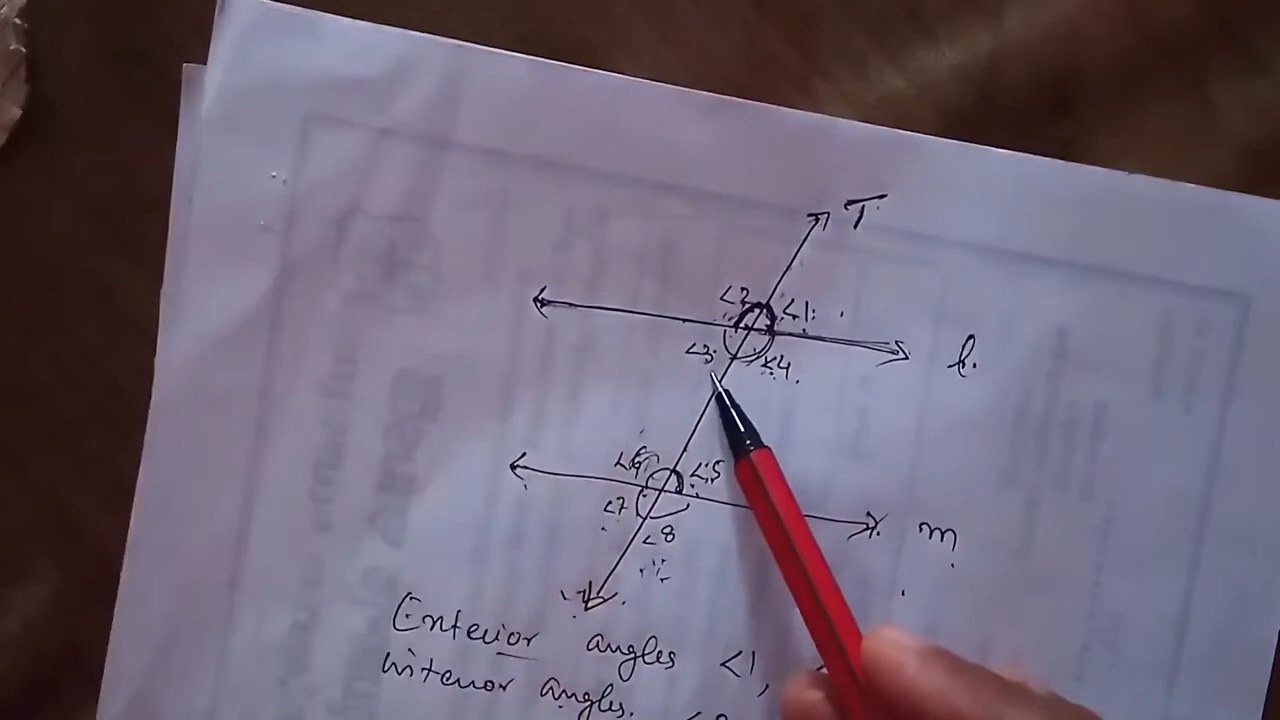 T
<2 <1
l
<3 <4
<6 <5
<7
m
<8
Exterior angles <1,
interior angles.